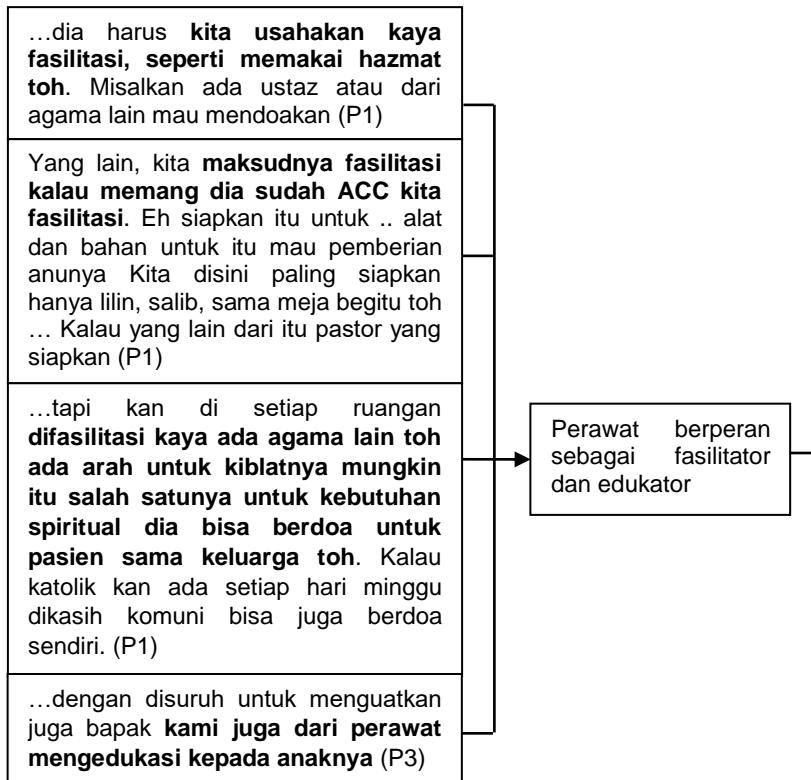 …dia harus kita usahakan kaya
fasilitasi, seperti memakai hazmat
toh. Misalkan ada ustaz atau dari
agama lain mau mendoakan (P1)
Yang lain, kita maksudnya fasilitasi
kalau memang dia sudah ACC kita
fasilitasi. Eh siapkan itu untuk .. alat
dan bahan untuk itu mau pemberian
anunya Kita disini paling siapkan
hanya lilin, salib, sama meja begitu toh
… Kalau yang lain dari itu pastor yang
siapkan (P1)
…tapi kan di setiap ruangan
difasilitasi kaya ada agama lain toh
ada arah untuk kiblatnya mungkin
itu salah satunya untuk kebutuhan
spiritual dia bisa berdoa untuk
pasien sama keluarga toh. Kalau
katolik kan ada setiap hari minggu
dikasih komuni bisa juga berdoa
sendiri. (P1)
…dengan disuruh untuk menguatkan
juga bapak kami juga dari perawat
mengedukasi kepada anaknya (P3)
Perawat berperan
sebagai fasilitator
dan edukator